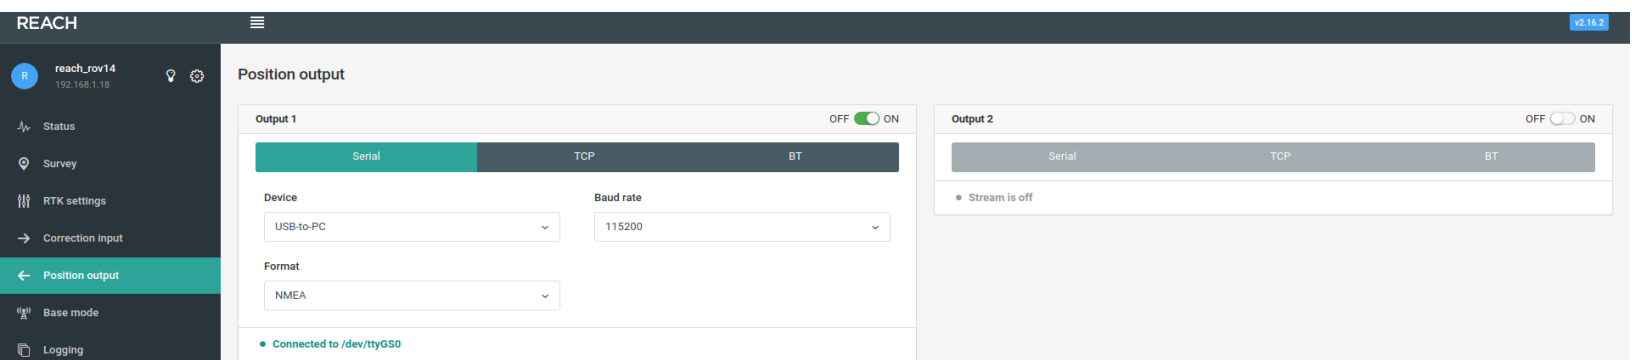 REACH
v2.16.2
R
reach_rov14
192.168.1.18
Status
Survey
RTK settings
Correction input
Position output
Base mode
Logging
Position output
Output 1
OFF ON
Serial TCP BT
Device Baud rate
USB-to-PC 115200
Format
NMEA
Connected to /dev/ttyGS0
Output 2
OFF ON
Serial TCP BT
Stream is off